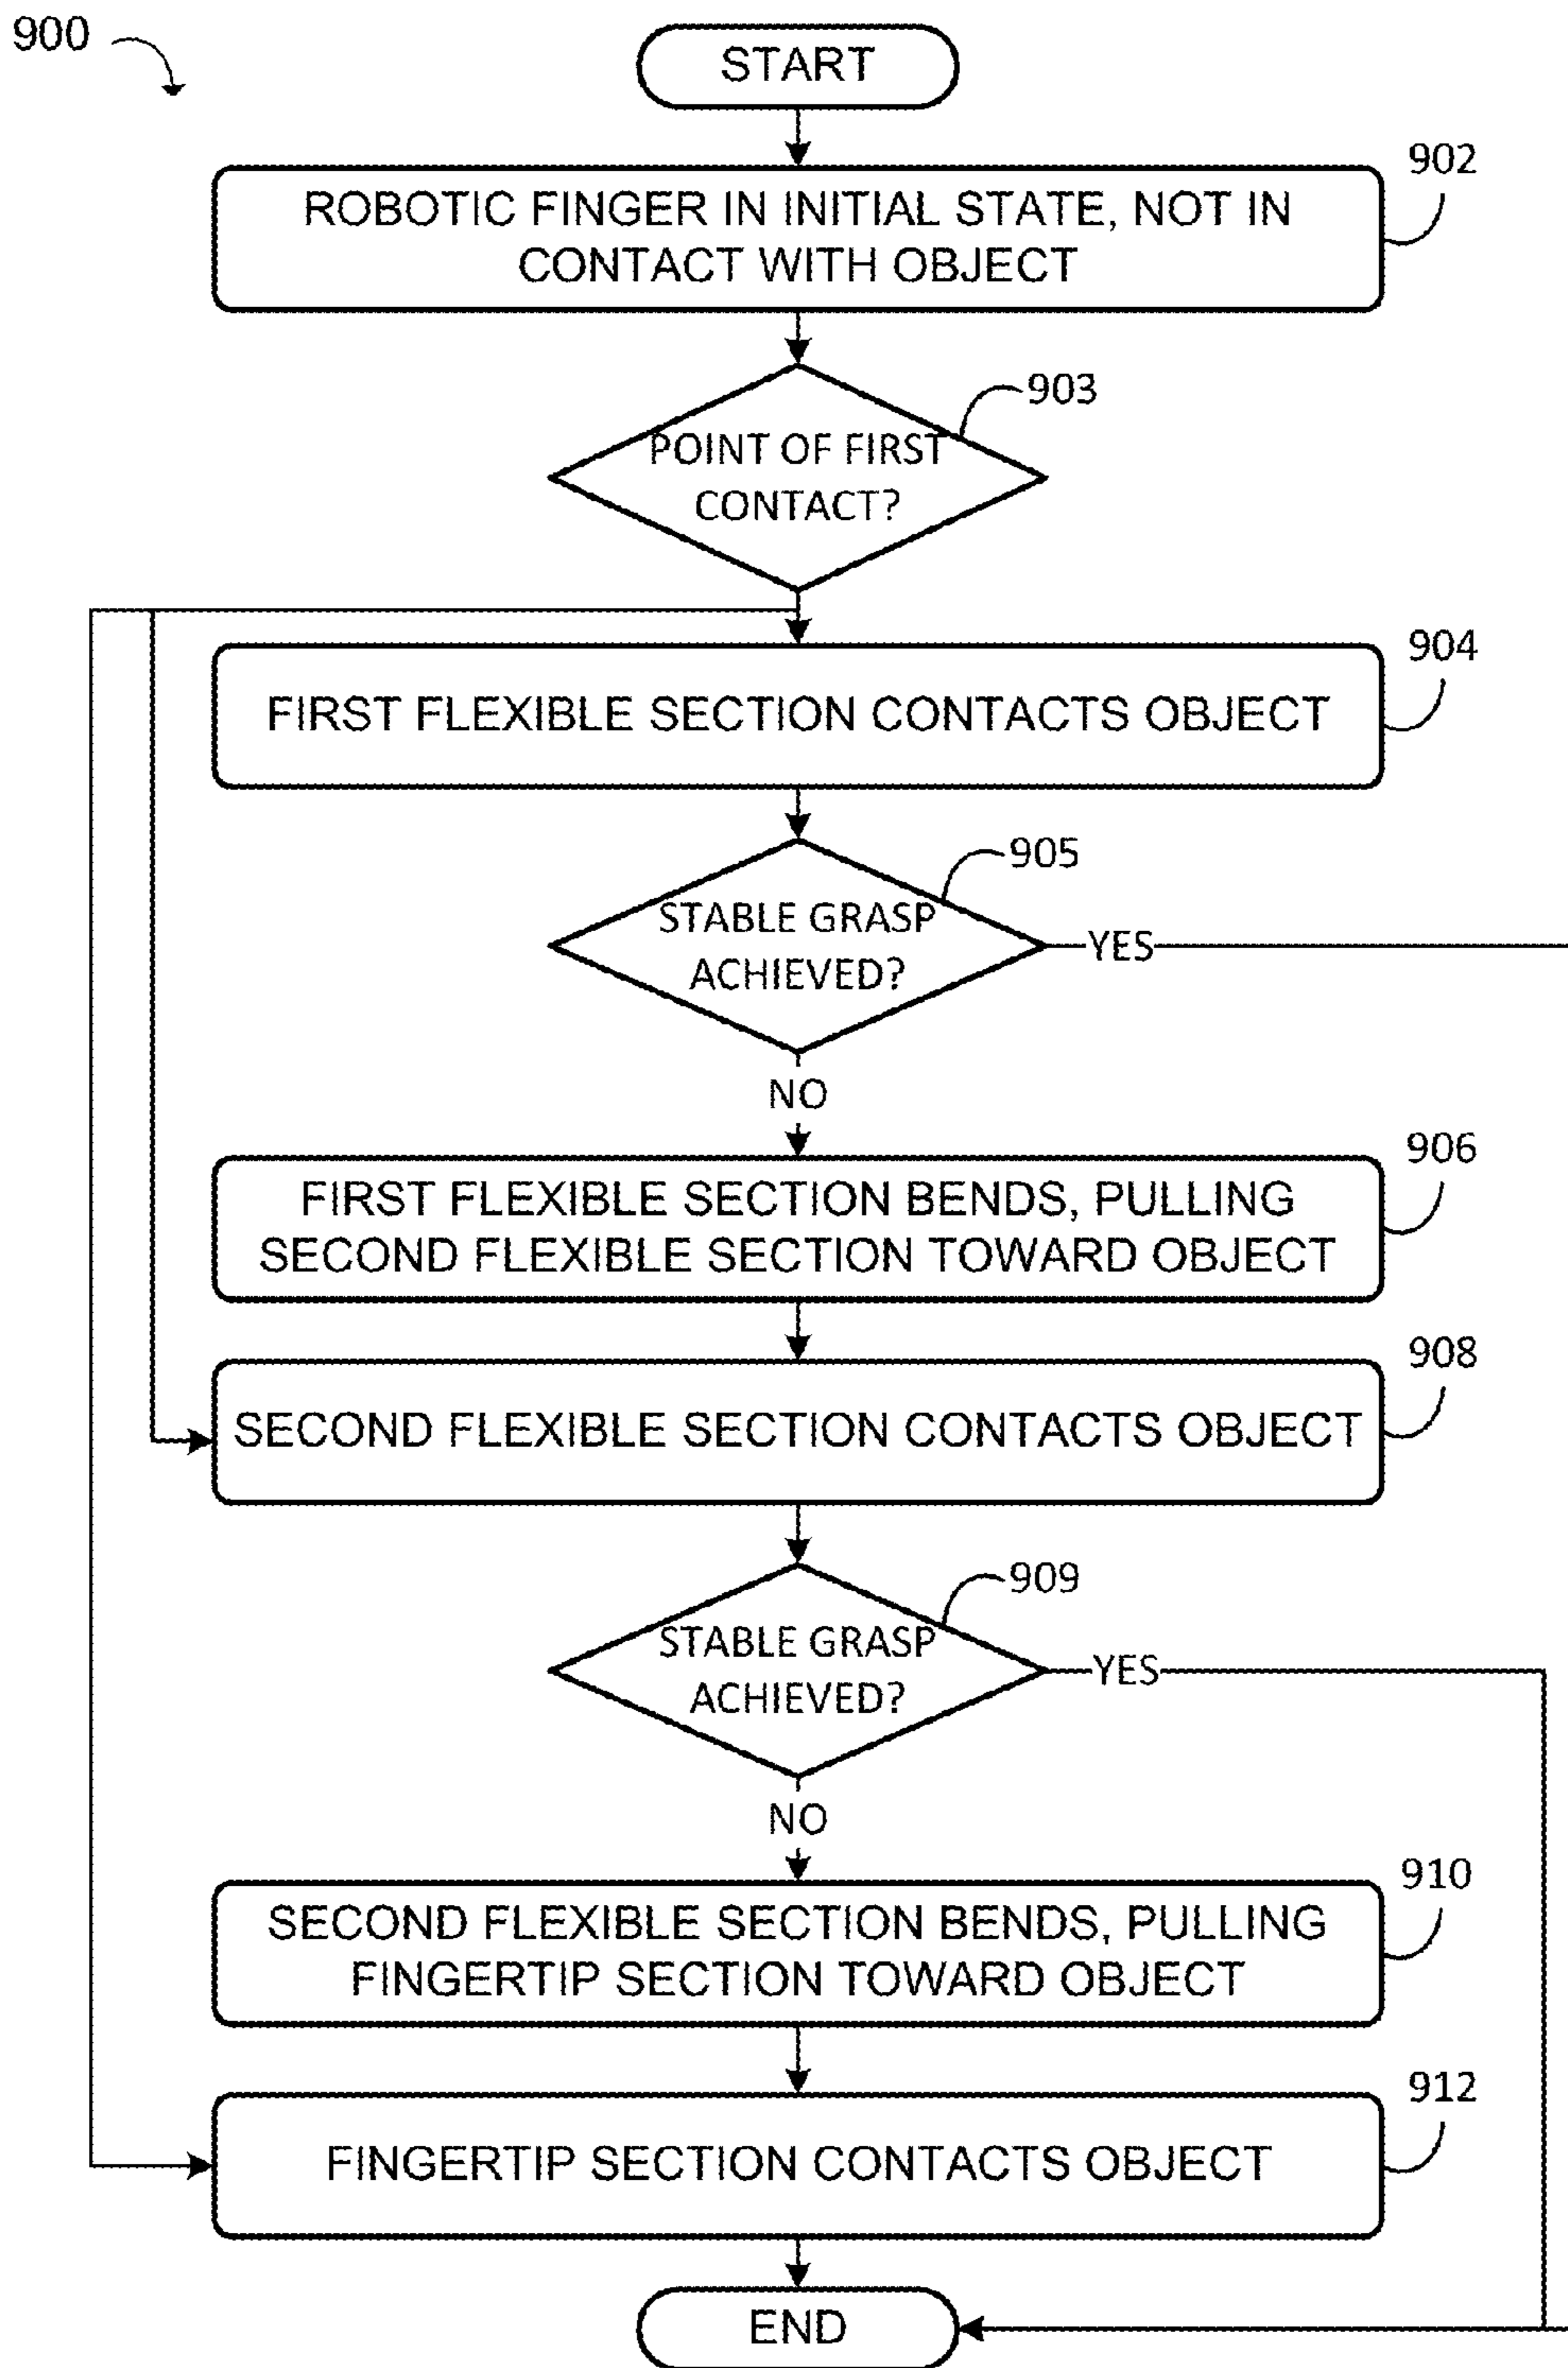 900
START
902
ROBOTIC FINGER IN INITIAL STATE, NOT IN
CONTACT WITH OBJECT
903
POINT OF FIRST
CONTACT?
904
FIRST FLEXIBLE SECTION CONTACTS OBJECT
905
STABLE GRASP
ACHIEVED?
YES
NO
906
FIRST FLEXIBLE SECTION BENDS, PULLING
SECOND FLEXIBLE SECTION TOWARD OBJECT
908
SECOND FLEXIBLE SECTION CONTACTS OBJECT
909
STABLE GRASP
ACHIEVED?
YES
NO
910
SECOND FLEXIBLE SECTION BENDS, PULLING
FINGERTIP SECTION TOWARD OBJECT
912
FINGERTIP SECTION CONTACTS OBJECT
END